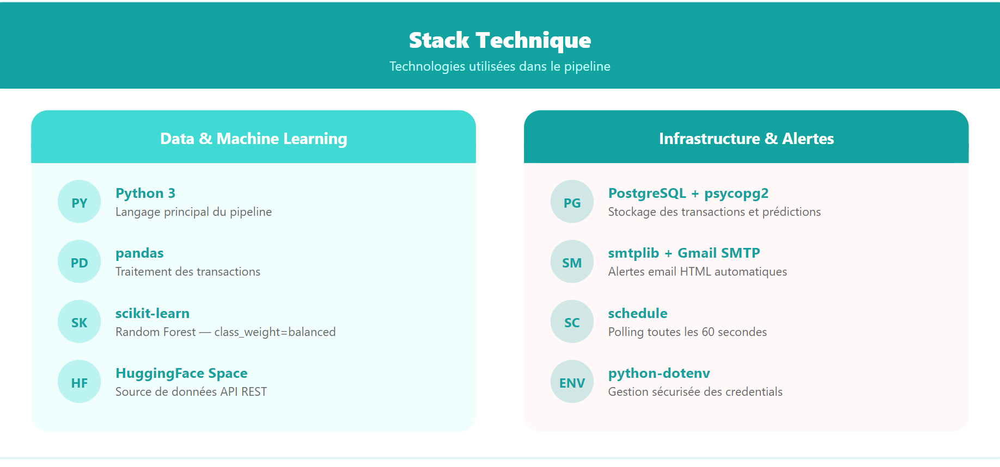 Stack Technique
Technologies utilisées dans le pipeline
Data & Machine Learning
PY
Python 3
Langage principal du pipeline
PD
pandas
Traitement des transactions
SK
scikit-learn
Random Forest — class_weight=balanced
HF
HuggingFace Space
Source de données API REST
Infrastructure & Alertes
PG
PostgreSQL + psycopg2
Stockage des transactions et prédictions
SM
smtplib + Gmail SMTP
Alertes email HTML automatiques
SC
schedule
Polling toutes les 60 secondes
ENV
python-dotenv
Gestion sécurisée des credentials